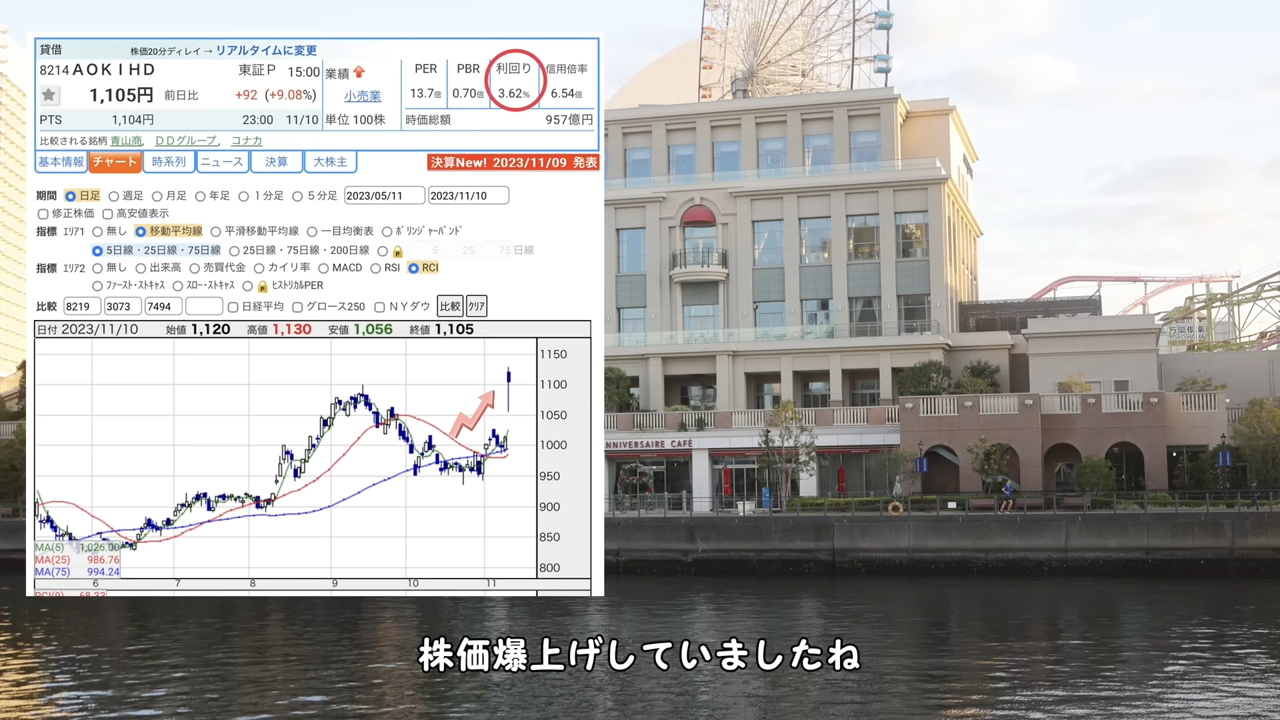 貸借 株価20分ディレイ → リアルタイムに変更
8214 AOKIHD 東証P 15:00
1,105円 前日比 +92 (+9.08%)
PTS 1,104円 23:00 11/10
業績
小売業
単位 100株
PER PBR 利回り 信用倍率
13.7倍 0.70倍 3.62% 6.54倍
時価総額 957億円
比較される銘柄 青山商, DDグループ, コナカ
基本情報 チャート 時系列 ニュース 決算 大株主 決算New! 2023/11/09 発表
期間 日足 週足 月足 年足 1分足 5分足 2023/05/11 2023/11/10
修正株価 高安値表示
指標 エリア1 無し 移動平均線 平滑移動平均線 一目均衡表 ボリンジャーバンド
5日線・25日線・75日線 25日線・75日線・200日線 5 25 75 日線
指標 エリア2 無し 出来高 売買代金 カイリ率 MACD RSI RCI
ファースト・ストキャス スロー・ストキャス ヒストリカルPER
比較 8219 3073 7494 日経平均 グロース250 NYダウ 比較 クリア
日付 2023/11/10 始値 1,120 高値 1,130 安値 1,056 終値 1,105
1150
1100
1050
1000
950
900
850
800
MA(5) 1,026.00
MA(25) 986.76
MA(75) 994.24
6 7 8 9 10 11
RCI(9) 68.33
NNIVERSAIRE CAFÉ
株価爆上げしていましたね